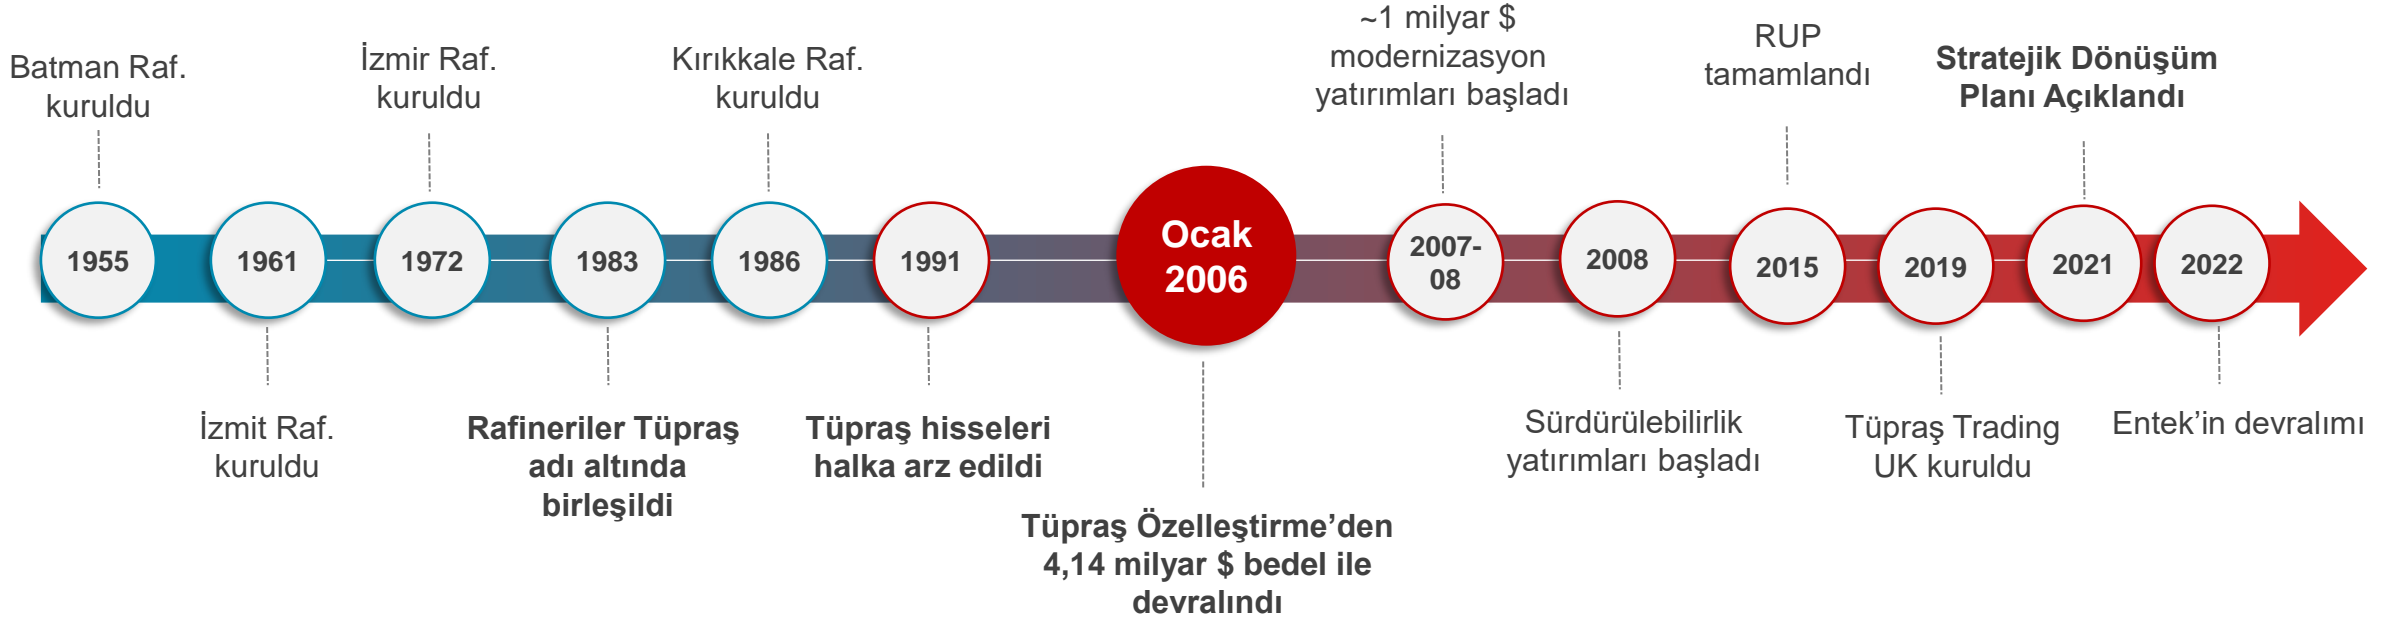 Batman Raf.
kuruldu
1955
1961
İzmit Raf.
kuruldu
İzmir Raf.
kuruldu
1972
1983
Rafineriler Tüpraş
adı altında
birleşildi
Kırıkkale Raf.
kuruldu
1986
1991
Tüpraş hisseleri
halka arz edildi
Ocak
2006
Tüpraş Özelleştirme’den
4,14 milyar $ bedel ile
devralındı
~1 milyar $
modernizasyon
yatırımları başladı
2007-
08
2008
Sürdürülebilirlik
yatırımları başladı
RUP
tamamlandı
2015
2019
Tüpraş Trading
UK kuruldu
Stratejik Dönüşüm
Planı Açıklandı
2021
2022
Entek’in devralımı